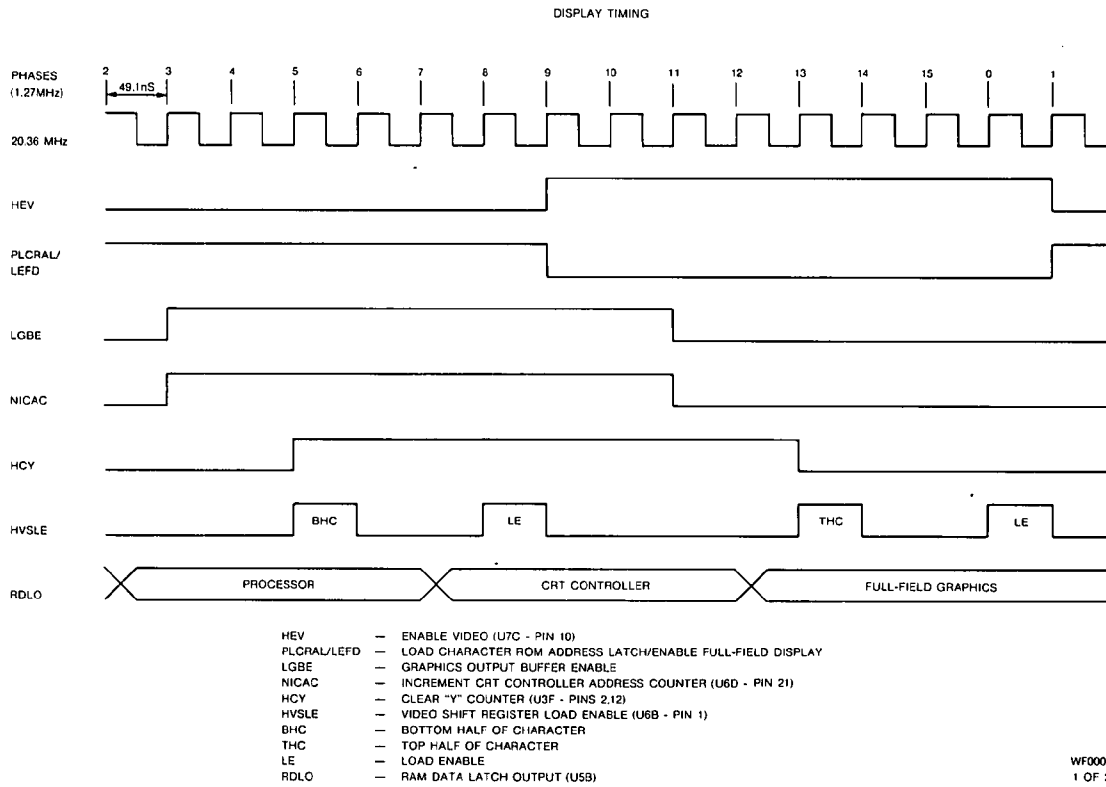 DISPLAY TIMING
PHASES
(1.27MHz)
2 3 4 5 6 7 8 9 10 11 12 13 14 15 0 1
49.1nS
20.36 MHz
HEV
PLCRAL/
LEFD
LGBE
NICAC
HCY
HVSLE
BHC LE THC LE
RDLO
PROCESSOR CRT CONTROLLER FULL-FIELD GRAPHICS
HEV — ENABLE VIDEO (U7C - PIN 10)
PLCRAL/LEFD — LOAD CHARACTER ROM ADDRESS LATCH/ENABLE FULL-FIELD DISPLAY
LGBE — GRAPHICS OUTPUT BUFFER ENABLE
NICAC — INCREMENT CRT CONTROLLER ADDRESS COUNTER (U6D - PIN 21)
HCY — CLEAR "Y" COUNTER (U3F - PINS 2,12)
HVSLE — VIDEO SHIFT REGISTER LOAD ENABLE (U6B - PIN 1)
BHC — BOTTOM HALF OF CHARACTER
THC — TOP HALF OF CHARACTER
LE — LOAD ENABLE
RDLO — RAM DATA LATCH OUTPUT (U5B)
WF000
1 OF